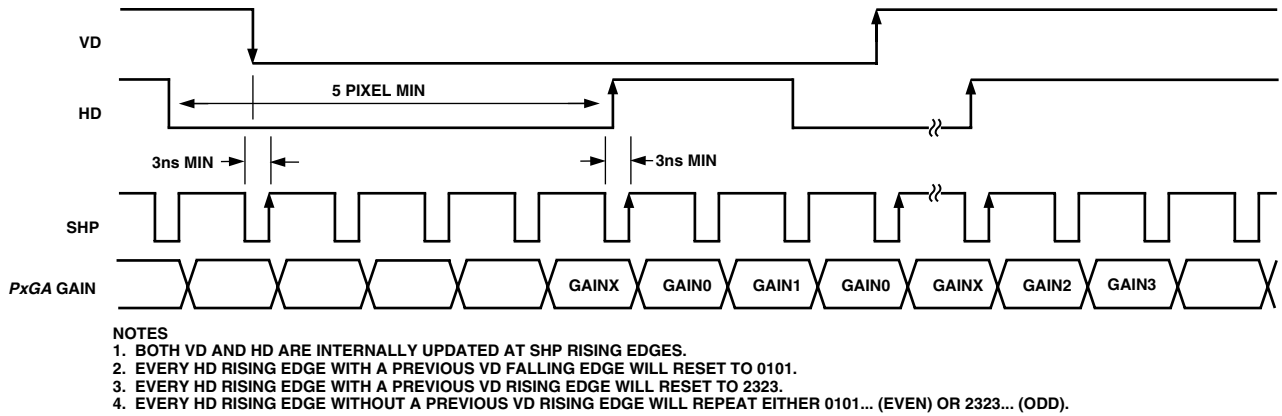 VD
5 PIXEL MIN
HD
3ns MIN
3ns MIN
SHP
PxGA GAIN
GAINX GAIN0 GAIN1 GAIN0 GAINX GAIN2 GAIN3
NOTES
1. BOTH VD AND HD ARE INTERNALLY UPDATED AT SHP RISING EDGES.
2. EVERY HD RISING EDGE WITH A PREVIOUS VD FALLING EDGE WILL RESET TO 0101.
3. EVERY HD RISING EDGE WITH A PREVIOUS VD RISING EDGE WILL RESET TO 2323.
4. EVERY HD RISING EDGE WITHOUT A PREVIOUS VD RISING EDGE WILL REPEAT EITHER 0101... (EVEN) OR 2323... (ODD).